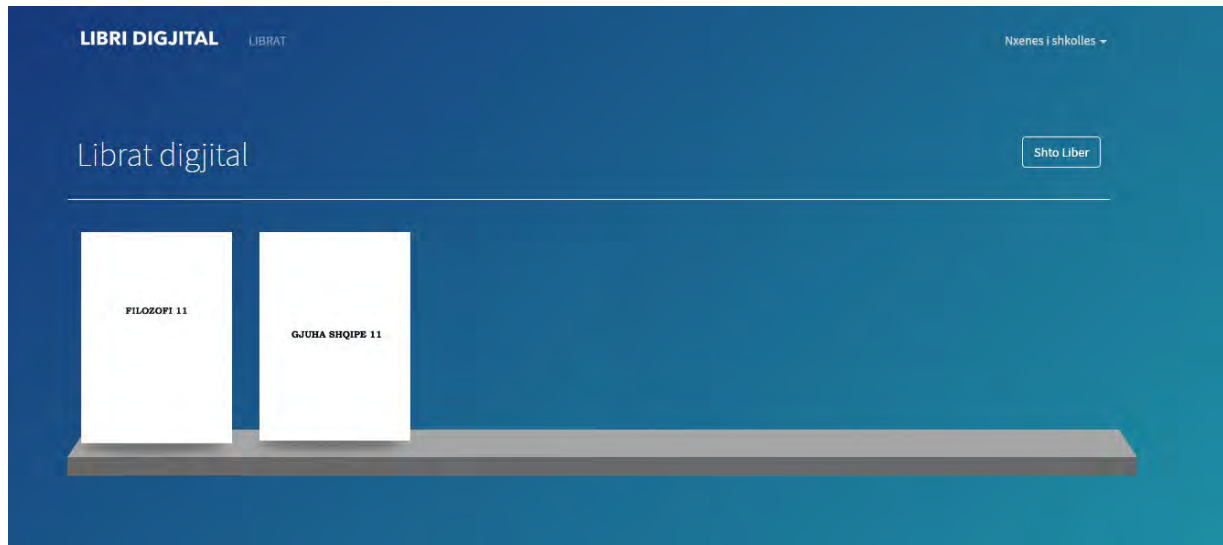 LIBRI DIGJITAL LIBRAT Nxenes i shkolles
Librat digjital Shto Liber
FILOZOFI 11
GJUHA SHQIPE 11